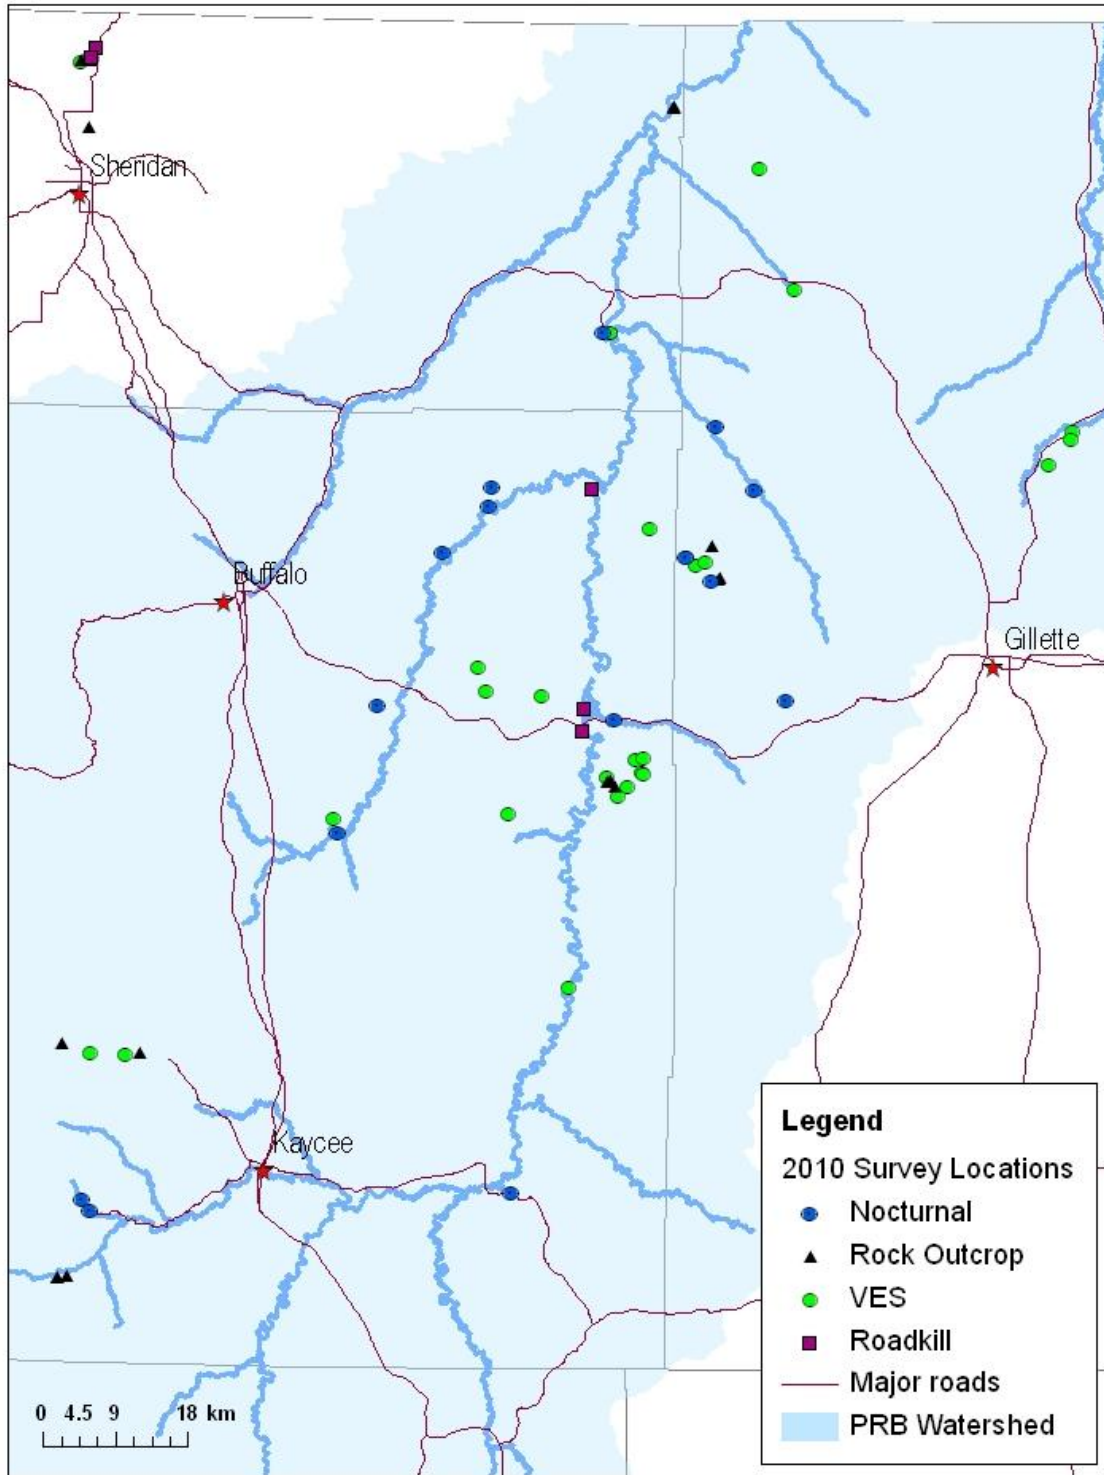 Sheridan
Buffalo
Gillette
Kaycee
Legend
2010 Survey Locations
Nocturnal
Rock Outcrop
VES
Roadkill
Major roads
PRB Watershed
0 4.5 9 18 km